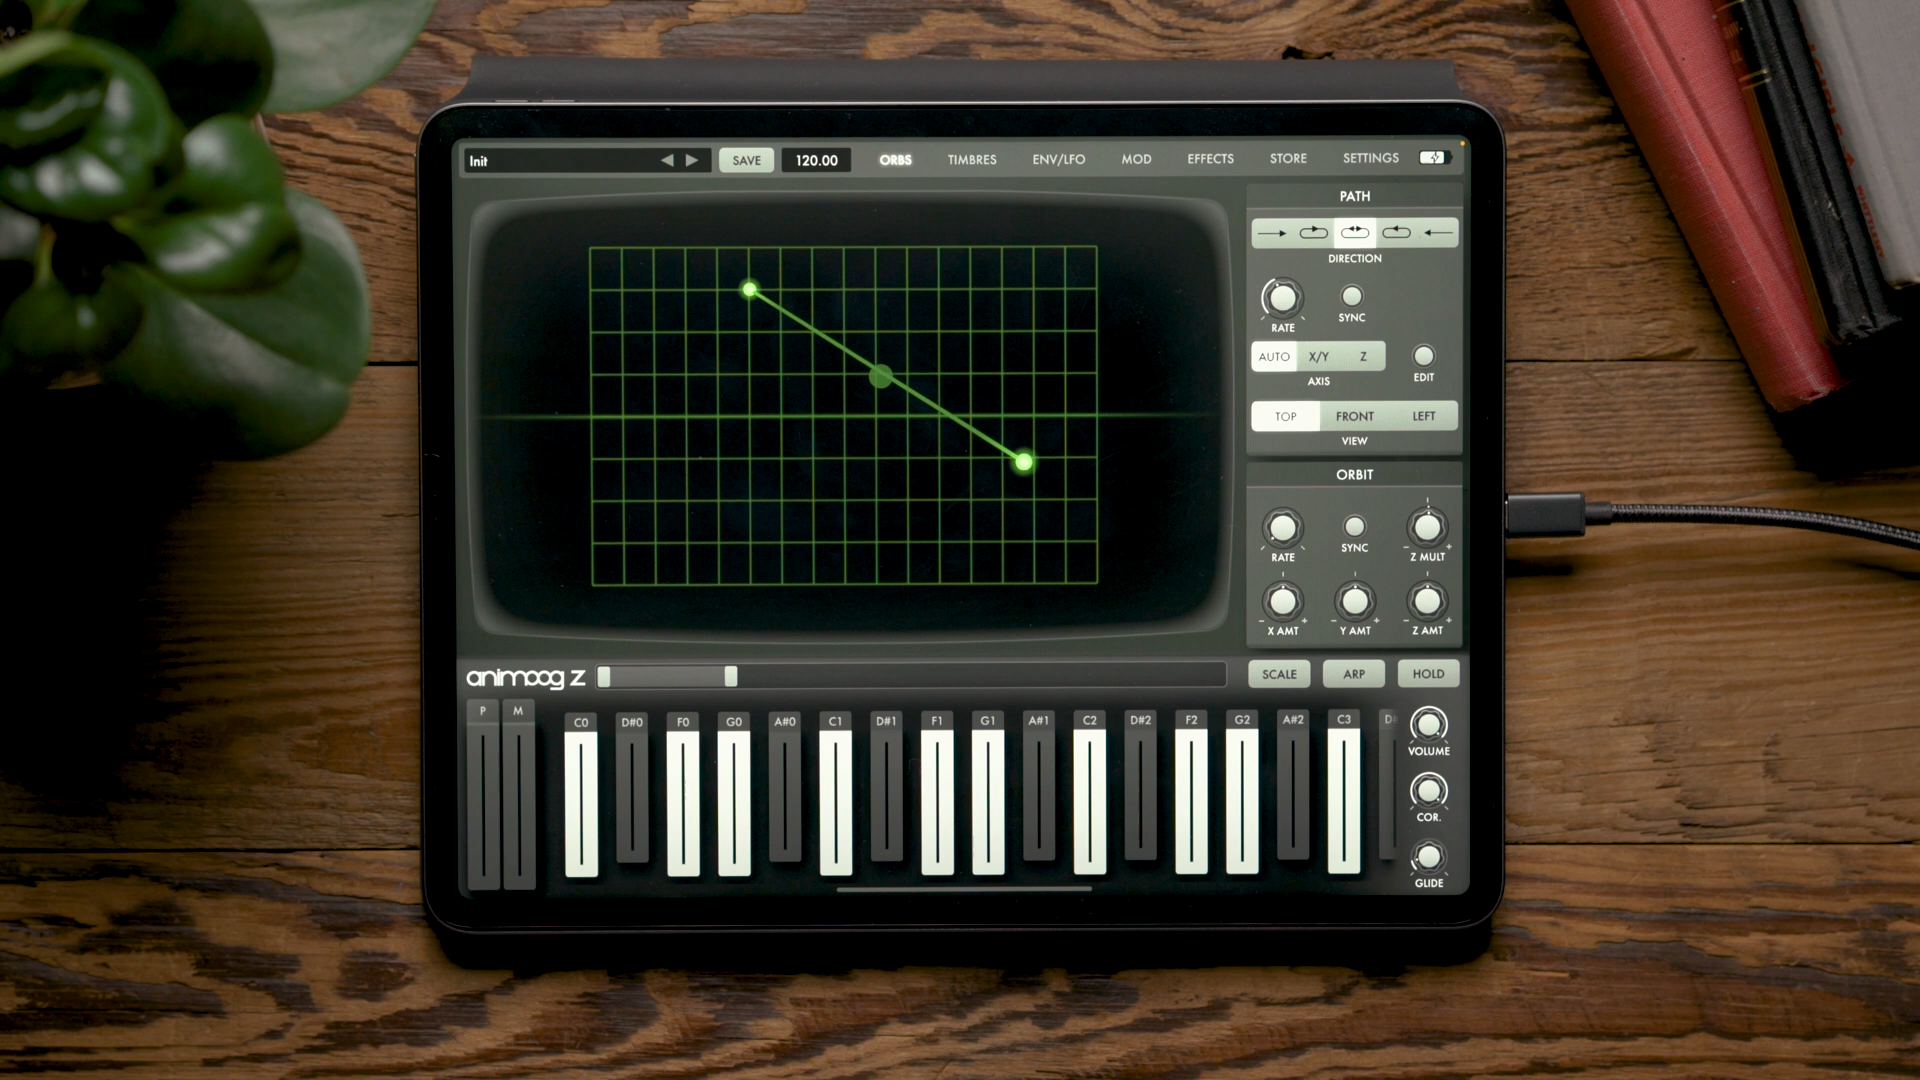 Init SAVE 120.00 ORBS TIMBRES ENV/LFO MOD EFFECTS STORE SETTINGS
PATH
DIRECTION
RATE SYNC
AUTO X/Y Z
AXIS EDIT
TOP FRONT LEFT
VIEW
ORBIT
RATE SYNC - Z MULT +
- X AMT + - Y AMT + - Z AMT +
animoog Z SCALE ARP HOLD
P M C0 D#0 F0 G0 A#0 C1 D#1 F1 G1 A#1 C2 D#2 F2 G2 A#2 C3
VOLUME
COR.
GLIDE